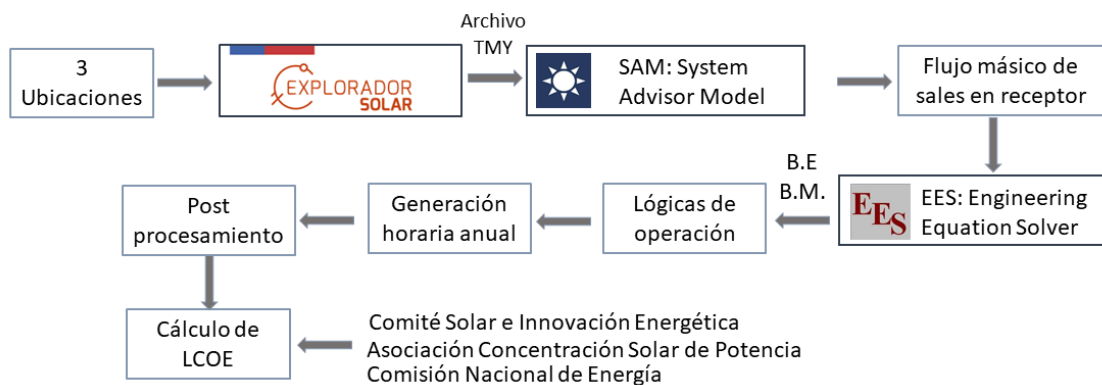 3
Ubicaciones
EXPLORADOR
SOLAR
Archivo
TMY
SAM: System
Advisor Model
Flujo másico de
sales en receptor
EES
EES: Engineering
Equation Solver
B.E
B.M.
Lógicas de
operación
Generación
horaria anual
Post
procesamiento
Cálculo de
LCOE
Comité Solar e Innovación Energética
Asociación Concentración Solar de Potencia
Comisión Nacional de Energía